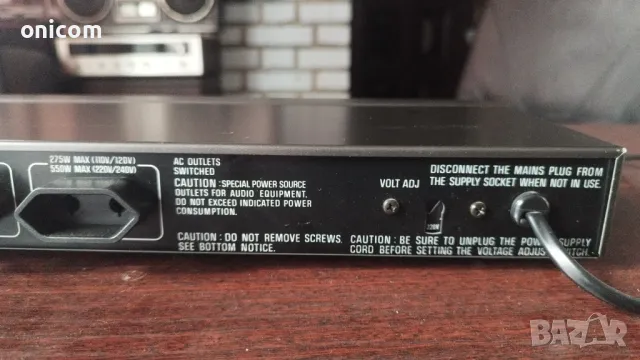 onicom
275W MAX (110V/120V)
550W MAX (220V/240V)
AC OUTLETS
SWITCHED
CAUTION : SPECIAL POWER SOURCE
OUTLETS FOR AUDIO EQUIPMENT.
DO NOT EXCEED INDICATED POWER
CONSUMPTION.
CAUTION : DO NOT REMOVE SCREWS.
SEE BOTTOM NOTICE.
VOLT ADJ
220V
DISCONNECT THE MAINS PLUG FROM
THE SUPPLY SOCKET WHEN NOT IN USE.
CAUTION : BE SURE TO UNPLUG THE POWER SUPPLY
CORD BEFORE SETTING THE VOLTAGE ADJUST SWITCH.
BAZAR
bg